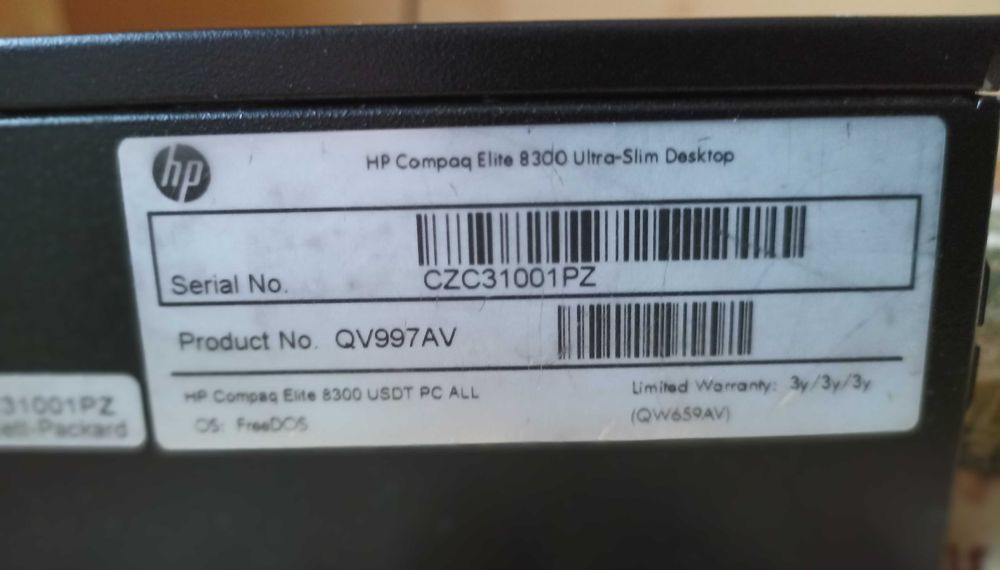 hp
HP Compaq Elite 8300 Ultra-Slim Desktop
Serial No. CZC31001PZ
Product No. QV997AV
HP Compaq Elite 8300 USDT PC ALL
Limited Warranty: 3y/3y/3y
OS: FreeDOS
(QW659AV)
31001PZ
lett-Packard